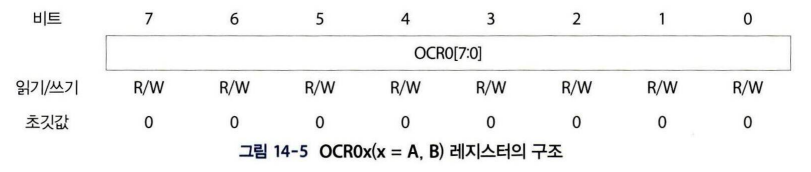 비트 7 6 5 4 3 2 1 0
OCR0[7:0]
읽기/쓰기 R/W R/W R/W R/W R/W R/W R/W R/W
초깃값 0 0 0 0 0 0 0 0
그림 14-5 OCR0x(x = A, B) 레지스터의 구조